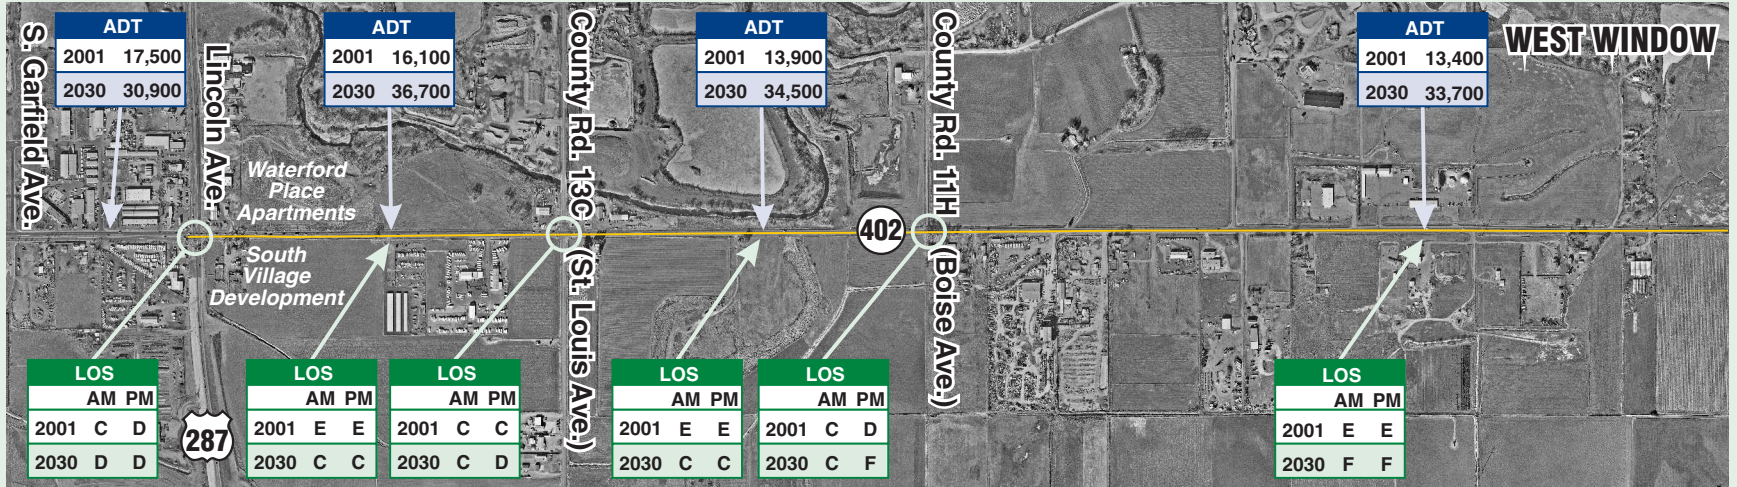 S. Garfield Ave.
ADT
2001 17,500
2030 30,900
Lincoln Ave.
ADT
2001 16,100
2030 36,700
County Rd. 13C (St. Louis Ave.)
ADT
2001 13,900
2030 34,500
County Rd. 11H (Boise Ave.)
ADT
2001 13,400
2030 33,700
WEST WINDOW
Waterford
Place
Apartments
South
Village
Development
402
287
LOS
AM PM
2001 C D
2030 D D
LOS
AM PM
2001 E E
2030 C C
LOS
AM PM
2001 C C
2030 C D
LOS
AM PM
2001 E E
2030 C C
LOS
AM PM
2001 C D
2030 C F
LOS
AM PM
2001 E E
2030 F F